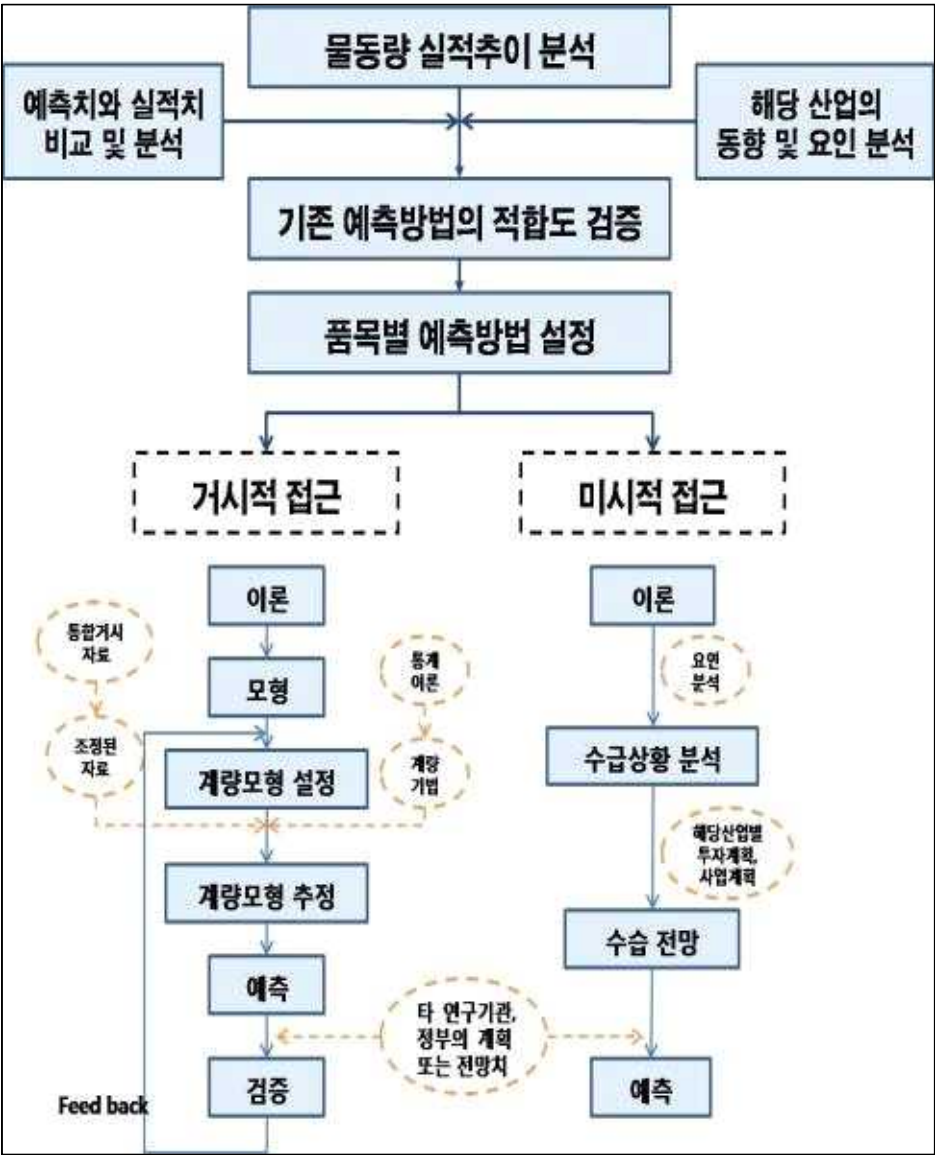 물동량 실적추이 분석
예측치와 실적치
비교 및 분석
해당 산업의
동향 및 요인 분석
기존 예측방법의 적합도 검증
품목별 예측방법 설정
거시적 접근
미시적 접근
이론
통합거시
자료
모형
통계
이론
조정된
자료
계량모형 설정
계량
기법
계량모형 추정
예측
검증
Feed back
이론
요인
분석
수급상황 분석
해당산업별
투자계획,
사업계획
수습 전망
타 연구기관,
정부의 계획
또는 전망치
예측